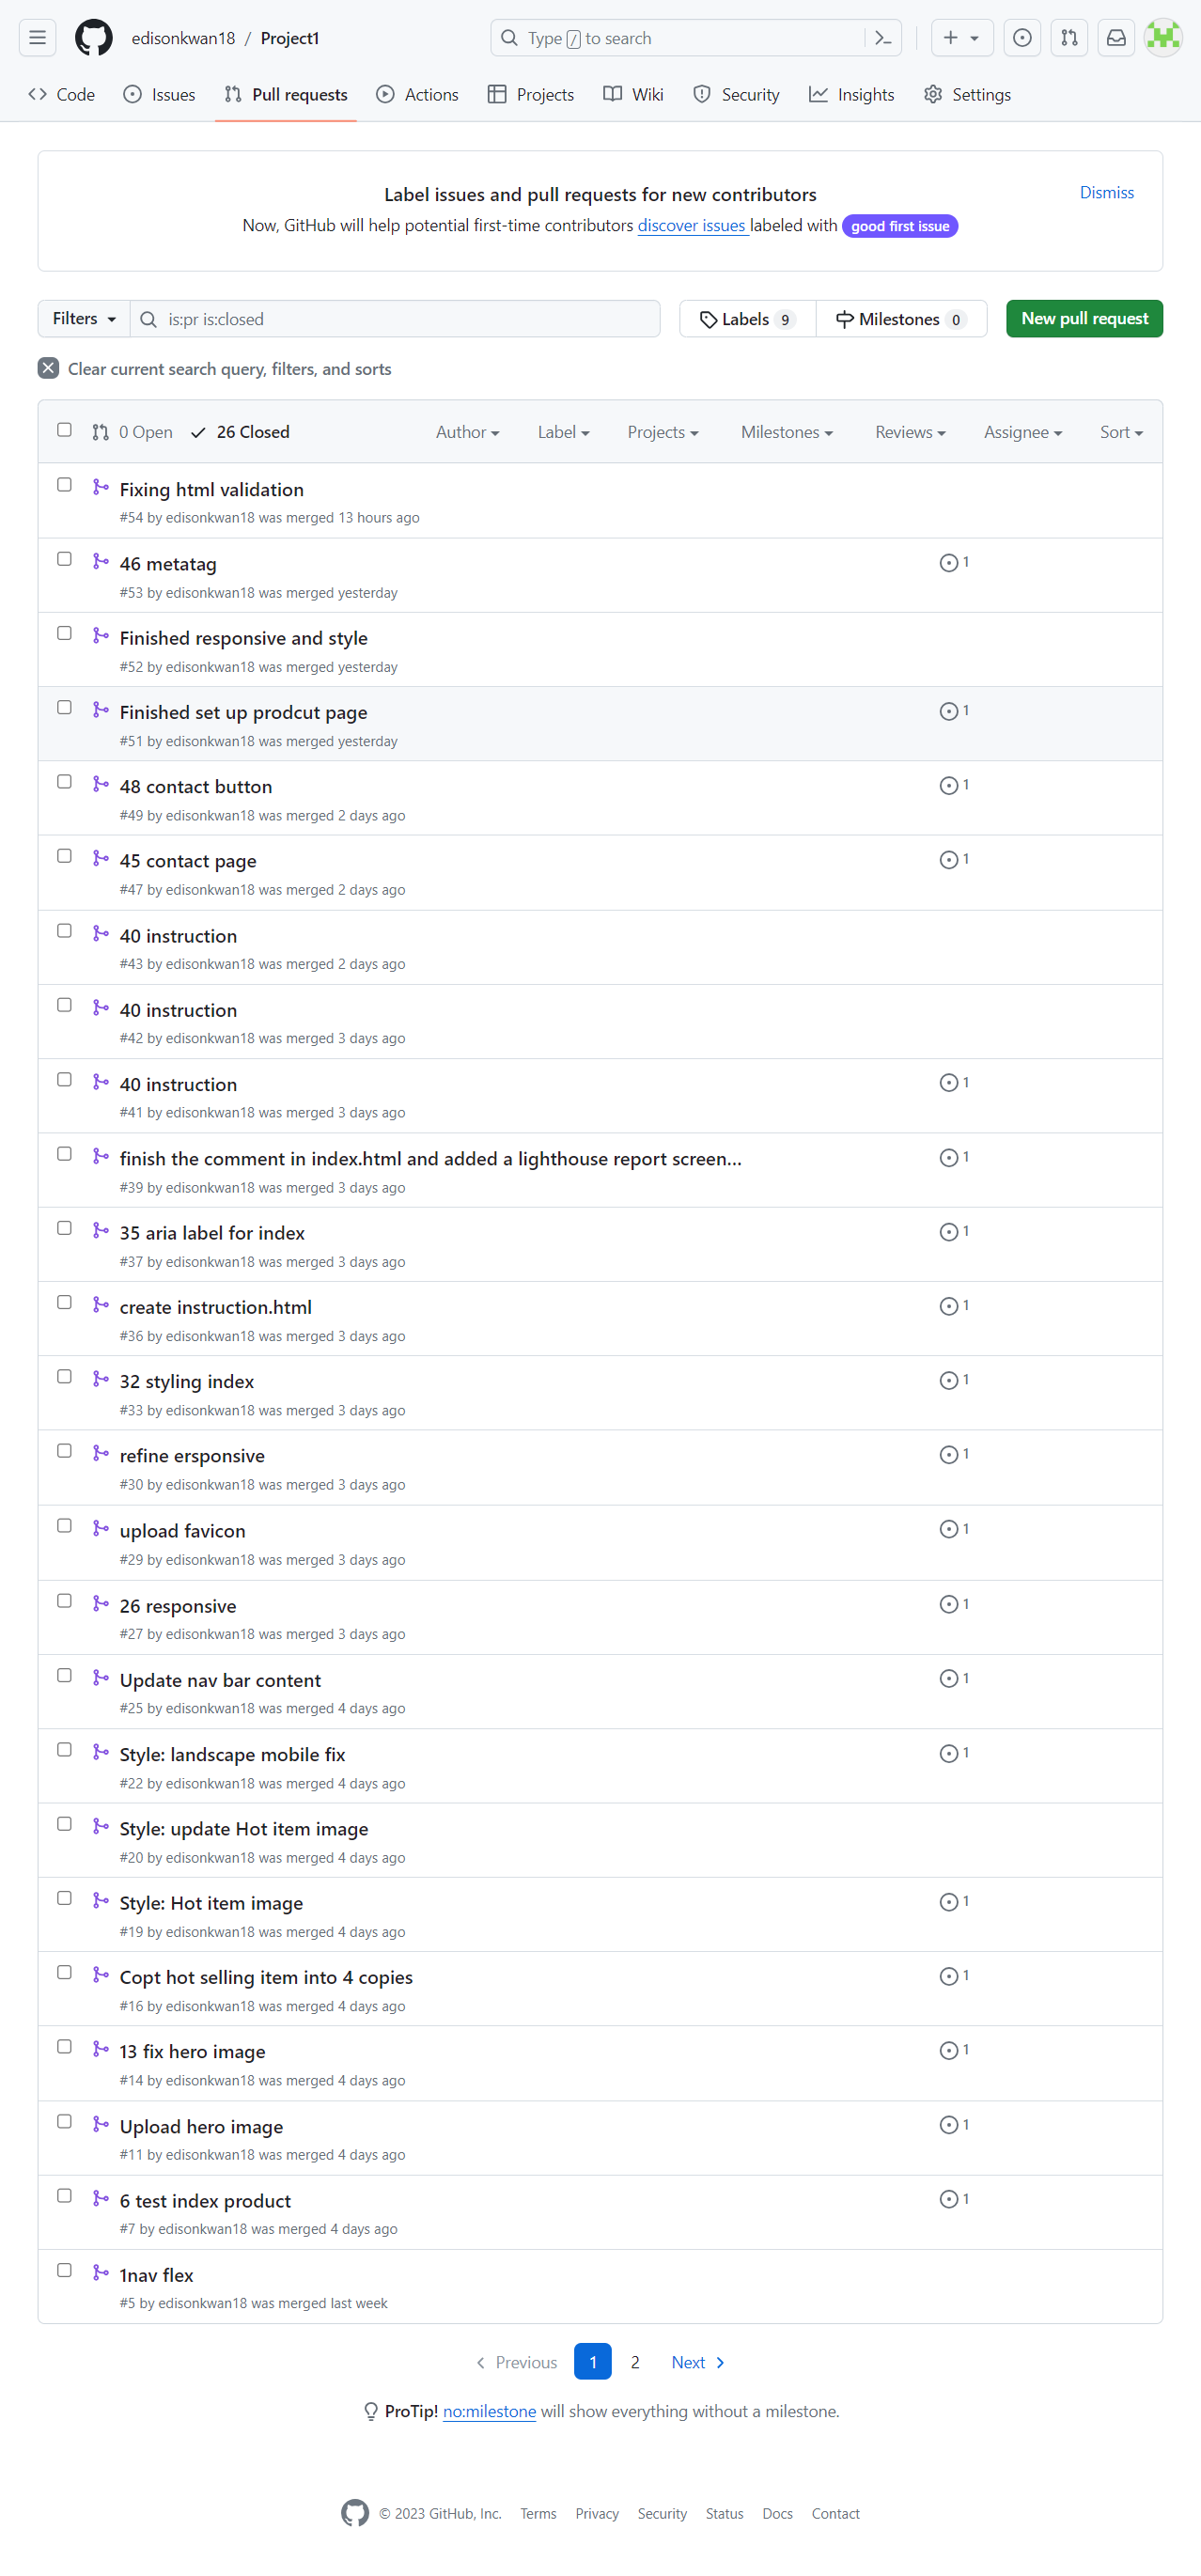 edisonkwan18 / Project1
Type / to search
Code Issues Pull requests Actions Projects Wiki Security Insights Settings
Label issues and pull requests for new contributors
Dismiss
Now, GitHub will help potential first-time contributors discover issues labeled with good first issue
Filters is:pr is:closed Labels 9 Milestones 0 New pull request
Clear current search query, filters, and sorts
0 Open 26 Closed Author Label Projects Milestones Reviews Assignee Sort
Fixing html validation
#54 by edisonkwan18 was merged 13 hours ago
46 metatag 1
#53 by edisonkwan18 was merged yesterday
Finished responsive and style
#52 by edisonkwan18 was merged yesterday
Finished set up prodcut page 1
#51 by edisonkwan18 was merged yesterday
48 contact button 1
#49 by edisonkwan18 was merged 2 days ago
45 contact page 1
#47 by edisonkwan18 was merged 2 days ago
40 instruction
#43 by edisonkwan18 was merged 2 days ago
40 instruction
#42 by edisonkwan18 was merged 3 days ago
40 instruction 1
#41 by edisonkwan18 was merged 3 days ago
finish the comment in index.html and added a lighthouse report screen... 1
#39 by edisonkwan18 was merged 3 days ago
35 aria label for index 1
#37 by edisonkwan18 was merged 3 days ago
create instruction.html 1
#36 by edisonkwan18 was merged 3 days ago
32 styling index 1
#33 by edisonkwan18 was merged 3 days ago
refine ersponsive 1
#30 by edisonkwan18 was merged 3 days ago
upload favicon 1
#29 by edisonkwan18 was merged 3 days ago
26 responsive 1
#27 by edisonkwan18 was merged 3 days ago
Update nav bar content 1
#25 by edisonkwan18 was merged 4 days ago
Style: landscape mobile fix 1
#22 by edisonkwan18 was merged 4 days ago
Style: update Hot item image
#20 by edisonkwan18 was merged 4 days ago
Style: Hot item image 1
#19 by edisonkwan18 was merged 4 days ago
Copt hot selling item into 4 copies 1
#16 by edisonkwan18 was merged 4 days ago
13 fix hero image 1
#14 by edisonkwan18 was merged 4 days ago
Upload hero image 1
#11 by edisonkwan18 was merged 4 days ago
6 test index product 1
#7 by edisonkwan18 was merged 4 days ago
1nav flex
#5 by edisonkwan18 was merged last week
Previous 1 2 Next
ProTip! no:milestone will show everything without a milestone.
© 2023 GitHub, Inc. Terms Privacy Security Status Docs Contact